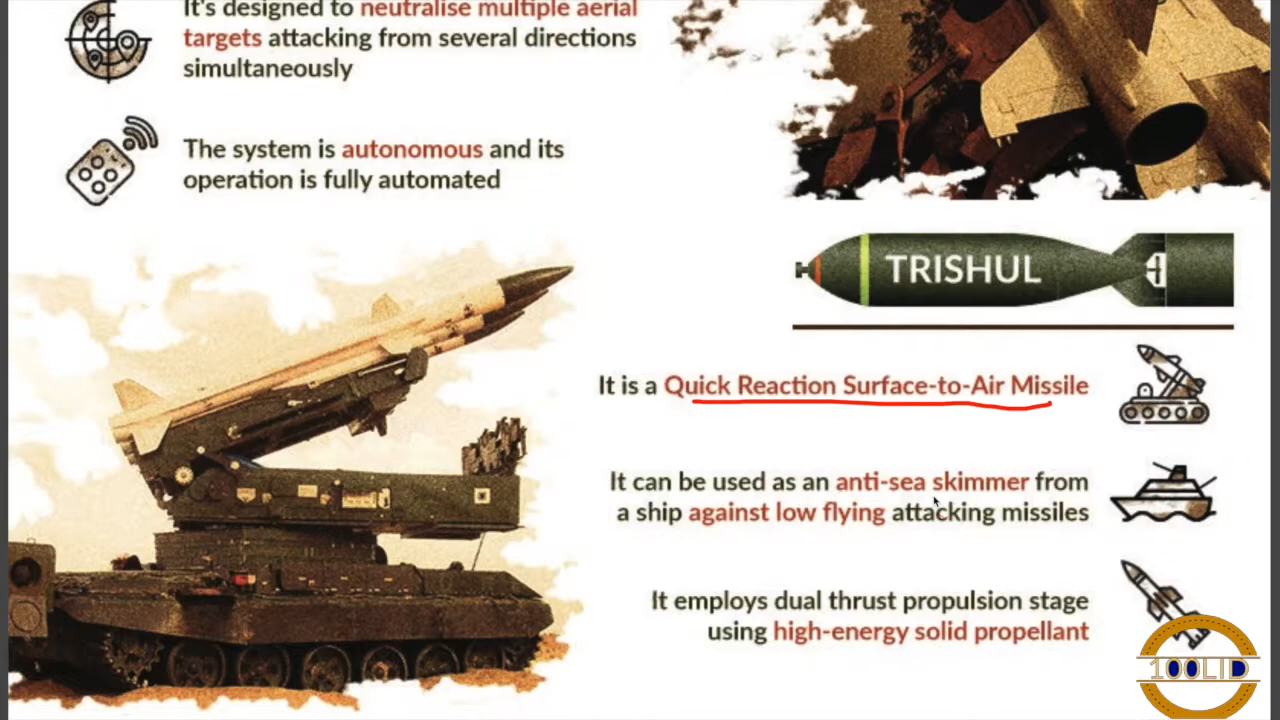 It's designed to neutralise multiple aerial
targets attacking from several directions
simultaneously
The system is autonomous and its
operation is fully automated
TRISHUL
It is a Quick Reaction Surface-to-Air Missile
It can be used as an anti-sea skimmer from
a ship against low flying attacking missiles
It employs dual thrust propulsion stage
using high-energy solid propellant
100LTD